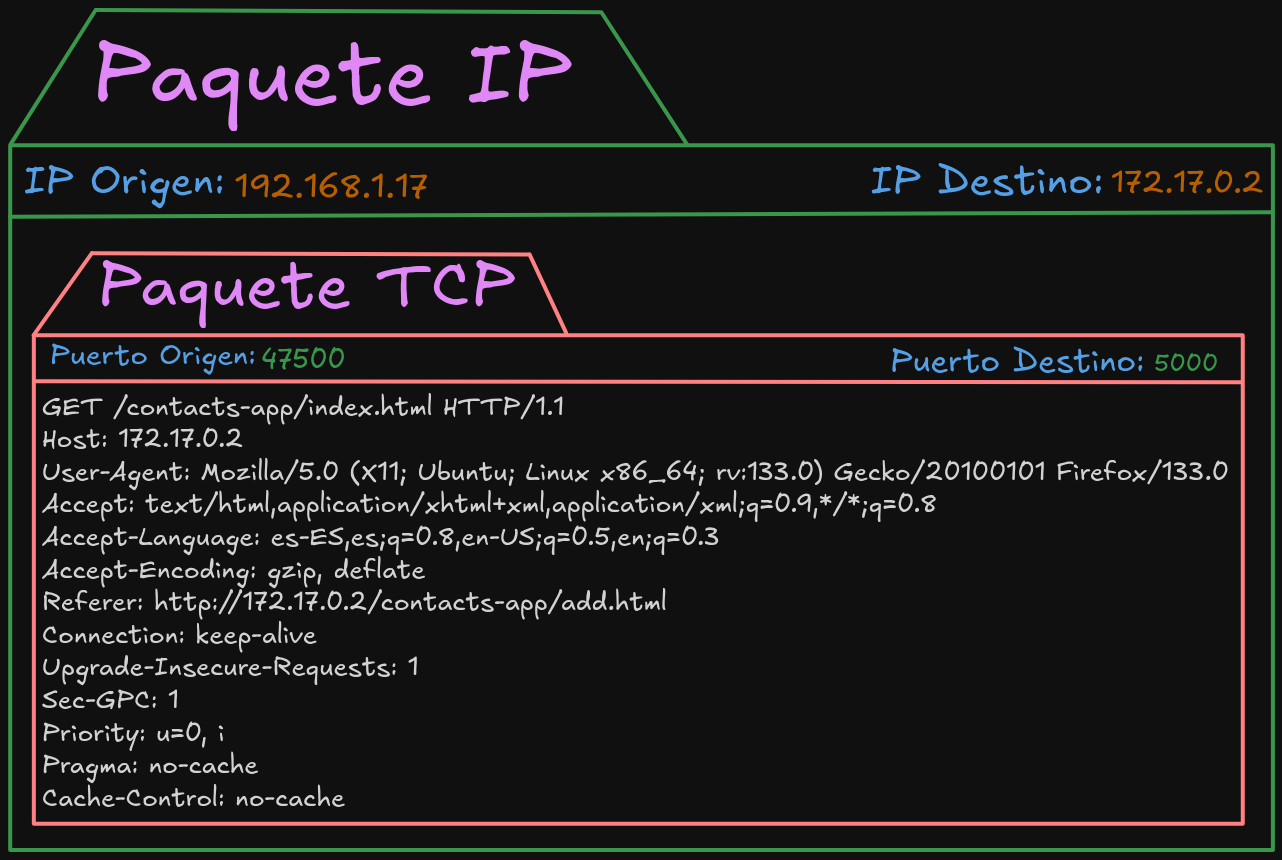 Paquete IP
IP Origen: 192.168.1.17 IP Destino: 172.17.0.2
Paquete TCP
Puerto Origen: 47500 Puerto Destino: 5000
GET /contacts-app/index.html HTTP/1.1
Host: 172.17.0.2
User-Agent: Mozilla/5.0 (X11; Ubuntu; Linux x86_64; rv:133.0) Gecko/20100101 Firefox/133.0
Accept: text/html,application/xhtml+xml,application/xml;q=0.9,*/*;q=0.8
Accept-Language: es-ES,es;q=0.8,en-US;q=0.5,en;q=0.3
Accept-Encoding: gzip, deflate
Referer: http://172.17.0.2/contacts-app/add.html
Connection: keep-alive
Upgrade-Insecure-Requests: 1
Sec-GPC: 1
Priority: u=0, i
Pragma: no-cache
Cache-Control: no-cache